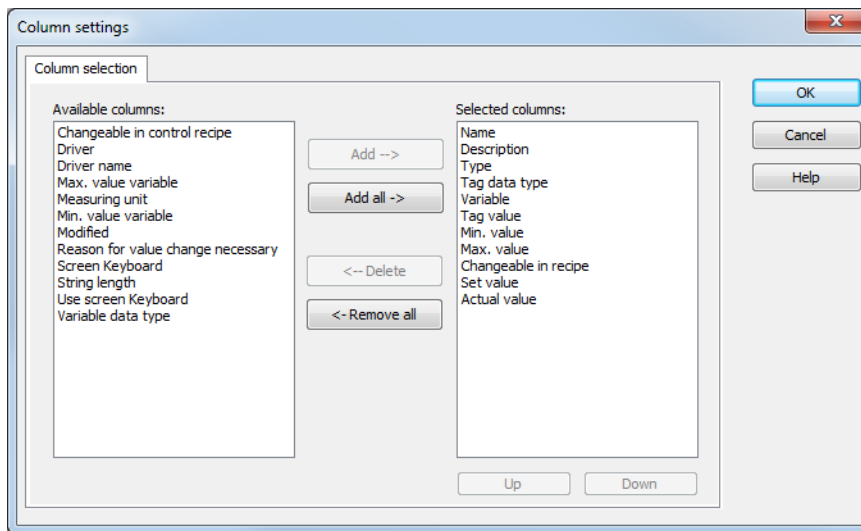 Column settings
Column selection
Available columns:
Changeable in control recipe
Driver
Driver name
Max. value variable
Measuring unit
Min. value variable
Modified
Reason for value change necessary
Screen Keyboard
String length
Use screen Keyboard
Variable data type
Add -->
Add all ->
<-- Delete
<- Remove all
Selected columns:
Name
Description
Type
Tag data type
Variable
Tag value
Min. value
Max. value
Changeable in recipe
Set value
Actual value
Up
Down
OK
Cancel
Help